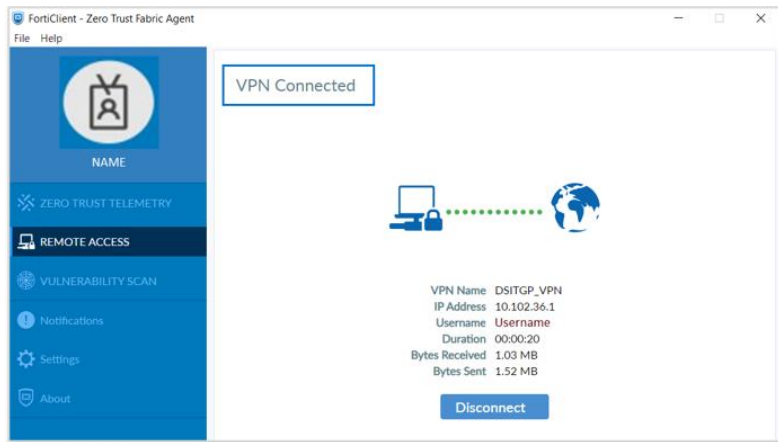 FortiClient - Zero Trust Fabric Agent
File Help
NAME
ZERO TRUST TELEMETRY
REMOTE ACCESS
VULNERABILITY SCAN
Notifications
Settings
About
VPN Connected
VPN Name DSITGP_VPN
IP Address 10.102.36.1
Username Username
Duration 00:00:20
Bytes Received 1.03 MB
Bytes Sent 1.52 MB
Disconnect